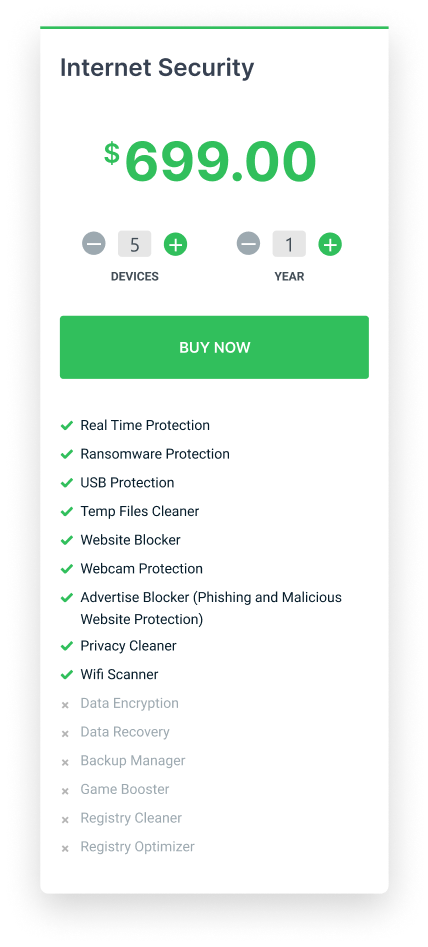 Internet Security
$699.00
5 1
DEVICES YEAR
BUY NOW
Real Time Protection
Ransomware Protection
USB Protection
Temp Files Cleaner
Website Blocker
Webcam Protection
Advertise Blocker (Phishing and Malicious
Website Protection)
Privacy Cleaner
Wifi Scanner
Data Encryption
Data Recovery
Backup Manager
Game Booster
Registry Cleaner
Registry Optimizer